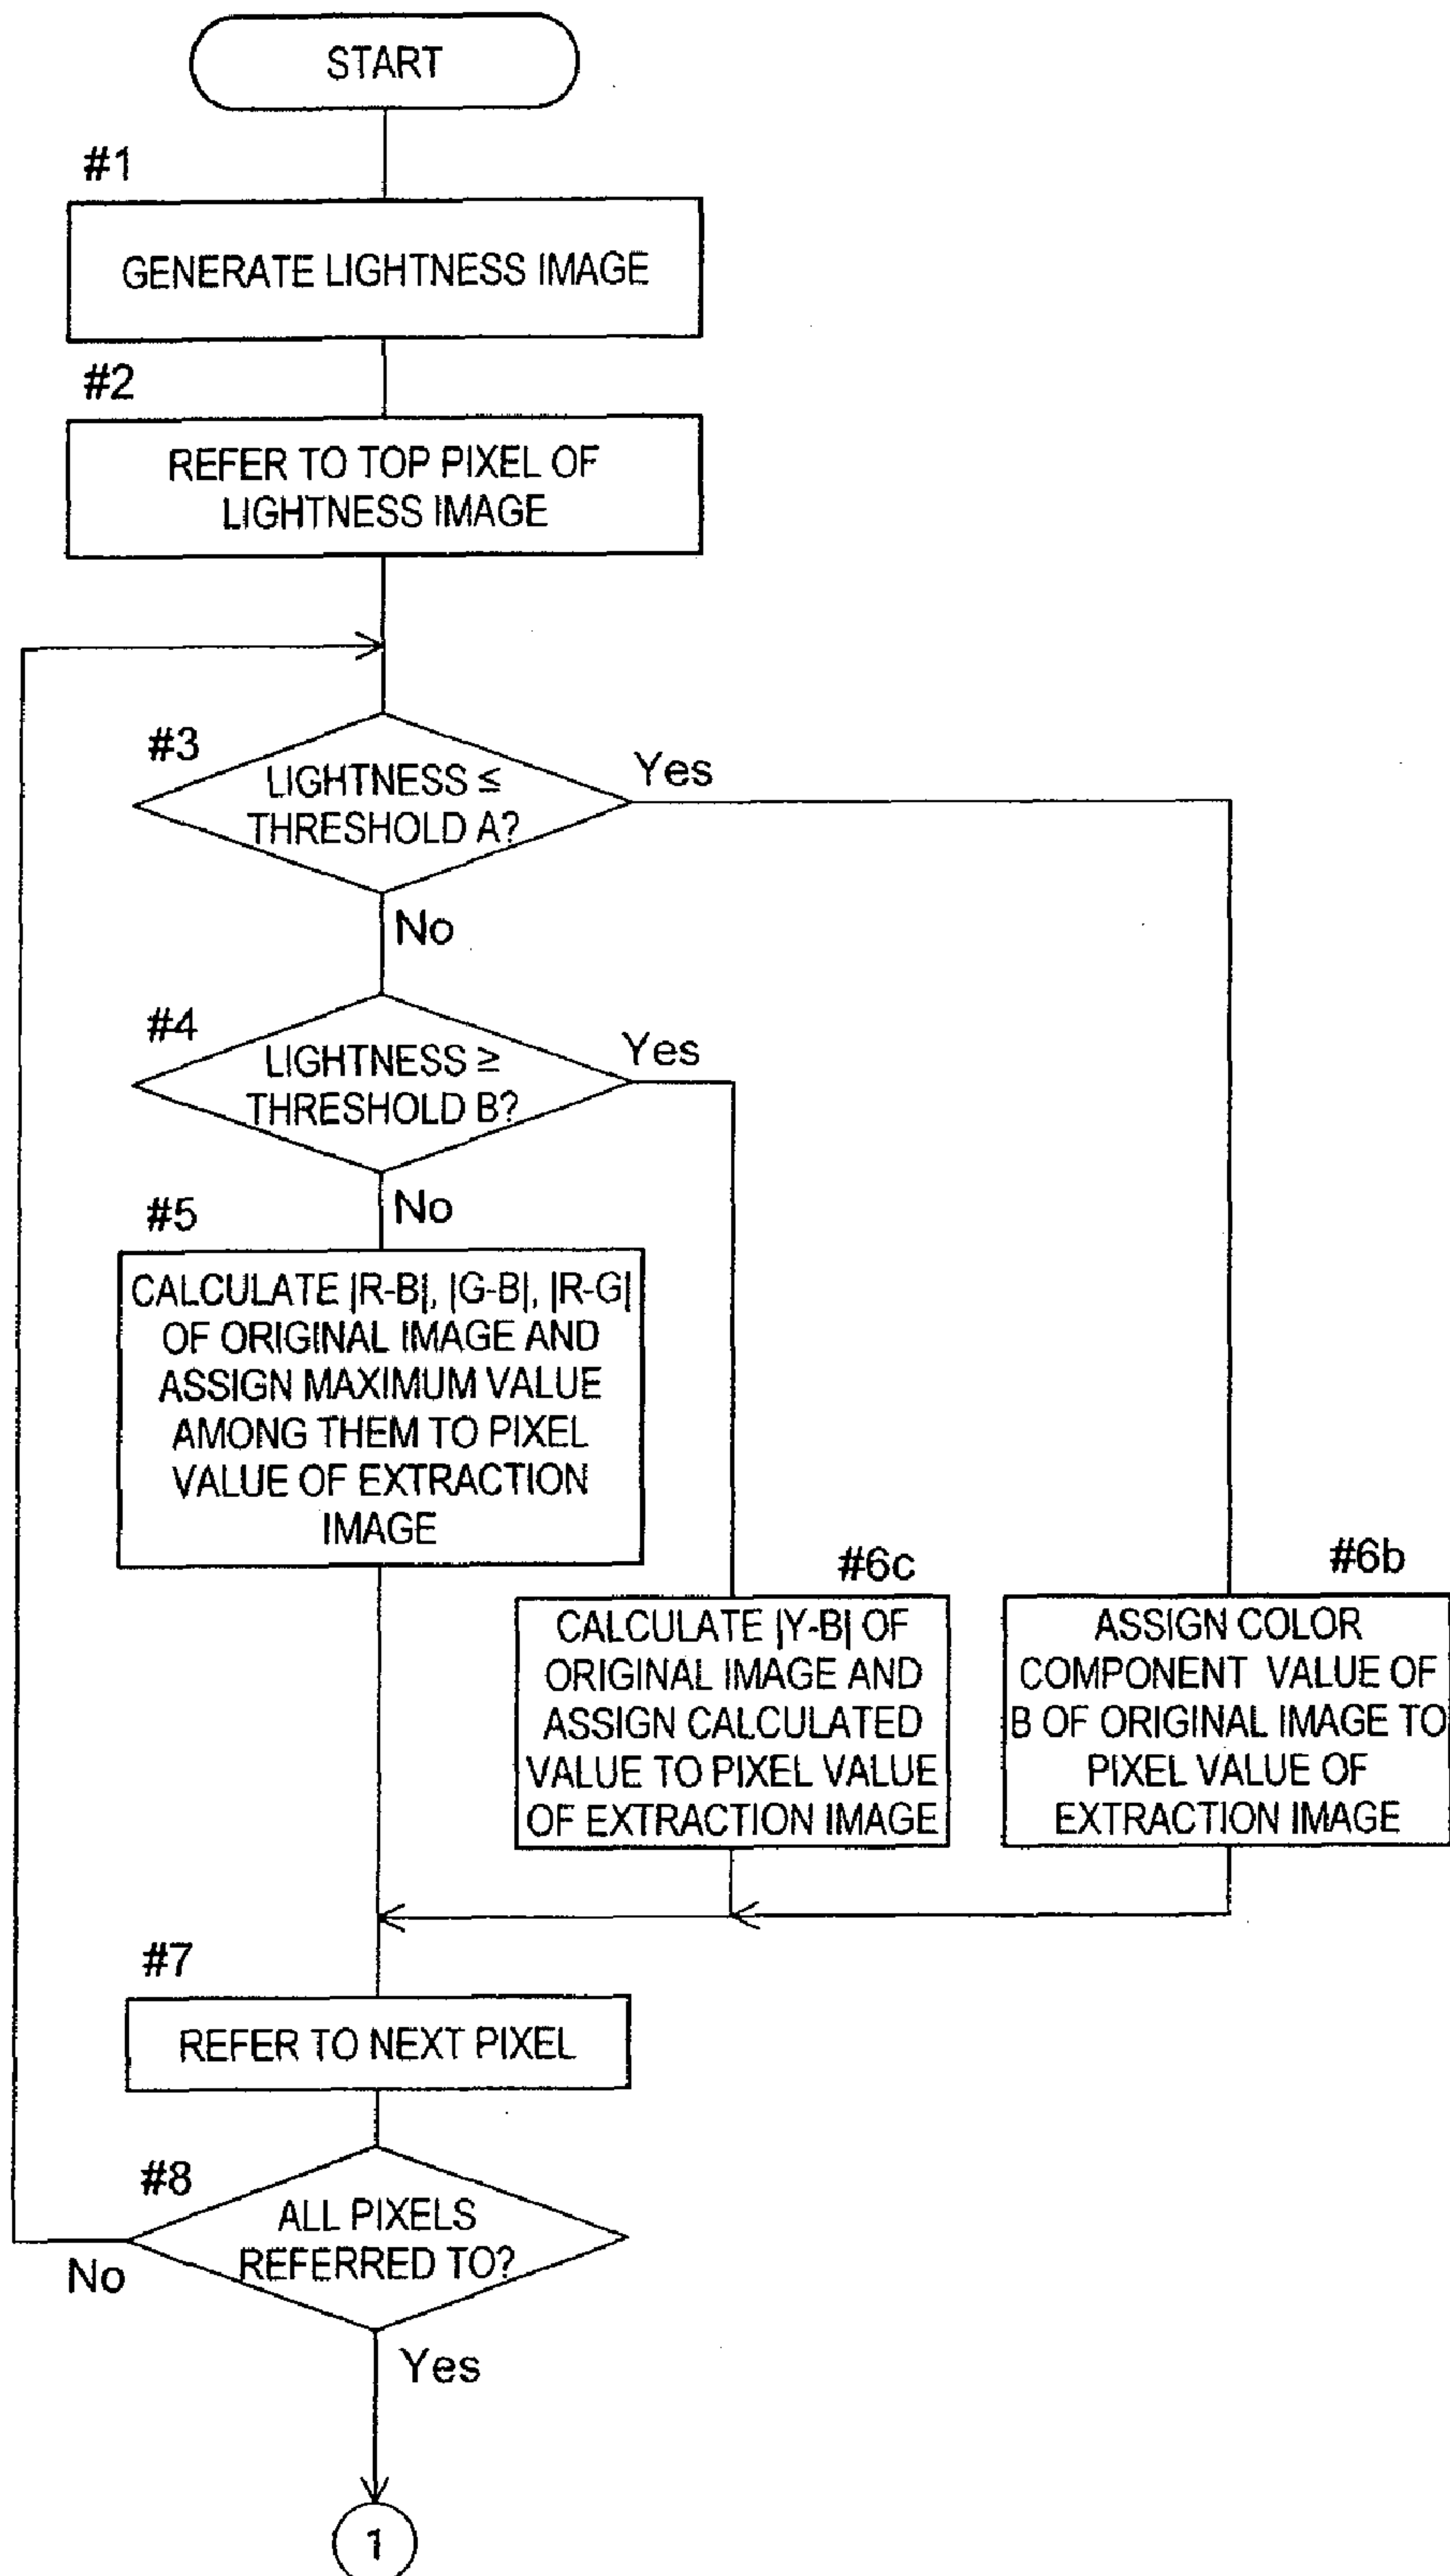 START
#1
GENERATE LIGHTNESS IMAGE
#2
REFER TO TOP PIXEL OF
LIGHTNESS IMAGE
#3
LIGHTNESS ≤
THRESHOLD A?
Yes
No
#4
LIGHTNESS ≥
THRESHOLD B?
Yes
No
#5
CALCULATE |R-B|, |G-B|, |R-G|
OF ORIGINAL IMAGE AND
ASSIGN MAXIMUM VALUE
AMONG THEM TO PIXEL
VALUE OF EXTRACTION
IMAGE
#6c
CALCULATE |Y-B| OF
ORIGINAL IMAGE AND
ASSIGN CALCULATED
VALUE TO PIXEL VALUE
OF EXTRACTION IMAGE
#6b
ASSIGN COLOR
COMPONENT VALUE OF
B OF ORIGINAL IMAGE TO
PIXEL VALUE OF
EXTRACTION IMAGE
#7
REFER TO NEXT PIXEL
#8
ALL PIXELS
REFERRED TO?
No
Yes
1